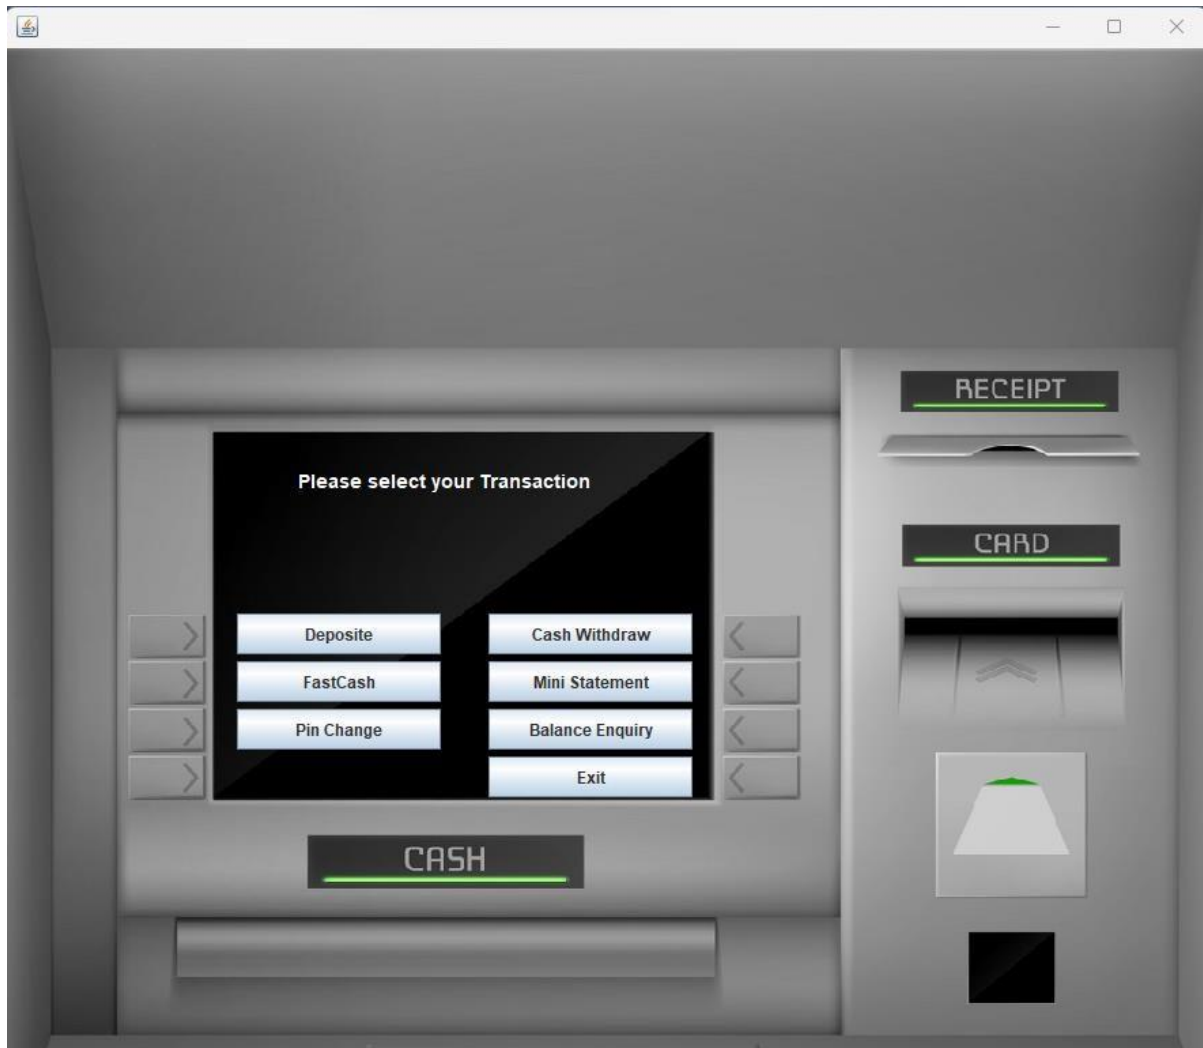 Please select your Transaction
Deposite
Cash Withdraw
FastCash
Mini Statement
Pin Change
Balance Enquiry
Exit
CASH
RECEIPT
CARD